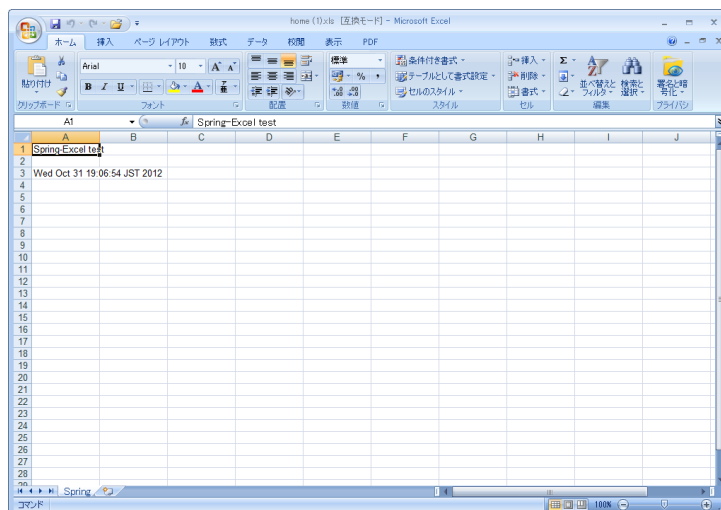 home (1).xls [互換モード] - Microsoft Excel
ホーム 挿入 ページ レイアウト 数式 データ 校閲 表示 PDF
貼り付け
クリップボード
Arial 10
B I U
A A
フォント
配置
標準
% ,
数値
条件付き書式
テーブルとして書式設定
セルのスタイル
スタイル
挿入
削除
書式
セル
Σ
並べ替えと フィルタ
検索と 選択
編集
署名と暗号化
プライバシ
A1 fx Spring-Excel test
A B C D E F G H I J
1 Spring-Excel test
2
3 Wed Oct 31 19:06:54 JST 2012
4
5
6
7
8
9
10
11
12
13
14
15
16
17
18
19
20
21
22
23
24
25
26
27
28
29
Spring
コマンド 100%